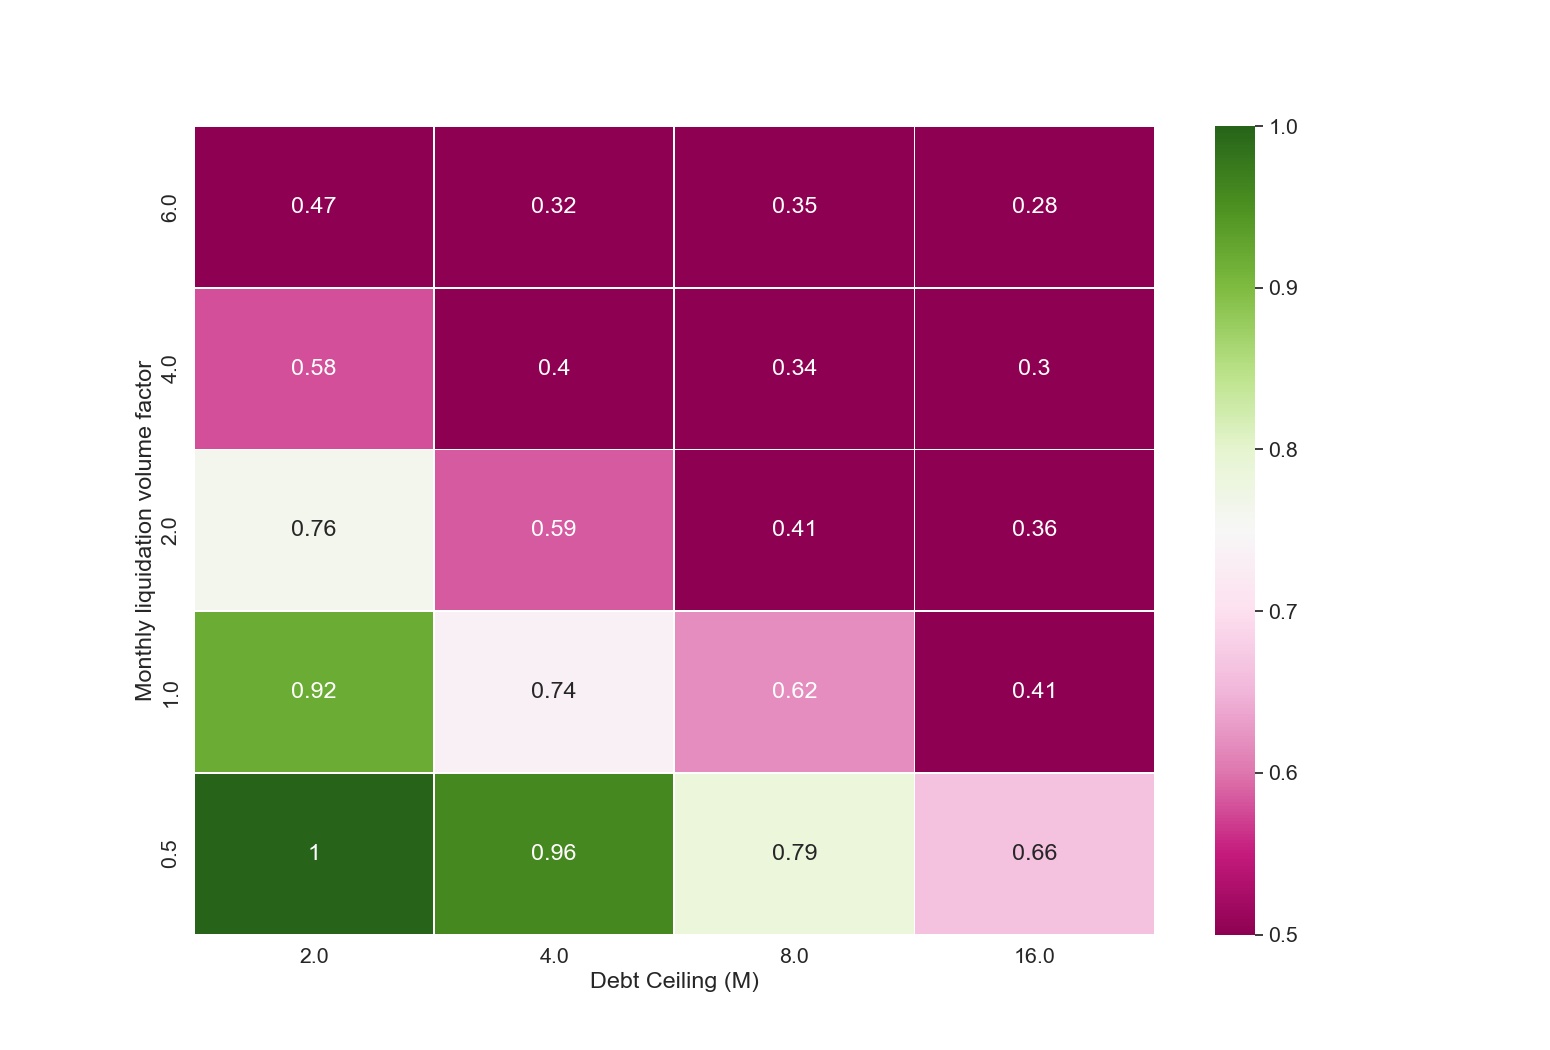 1.0
6.0 0.47 0.32 0.35 0.28
0.9
4.0 0.58 0.4 0.34 0.3
0.8
Monthly liquidation volume factor
2.0 0.76 0.59 0.41 0.36
0.7
1.0 0.92 0.74 0.62 0.41
0.6
0.5 1 0.96 0.79 0.66
0.5
2.0 4.0 8.0 16.0
Debt Ceiling (M)